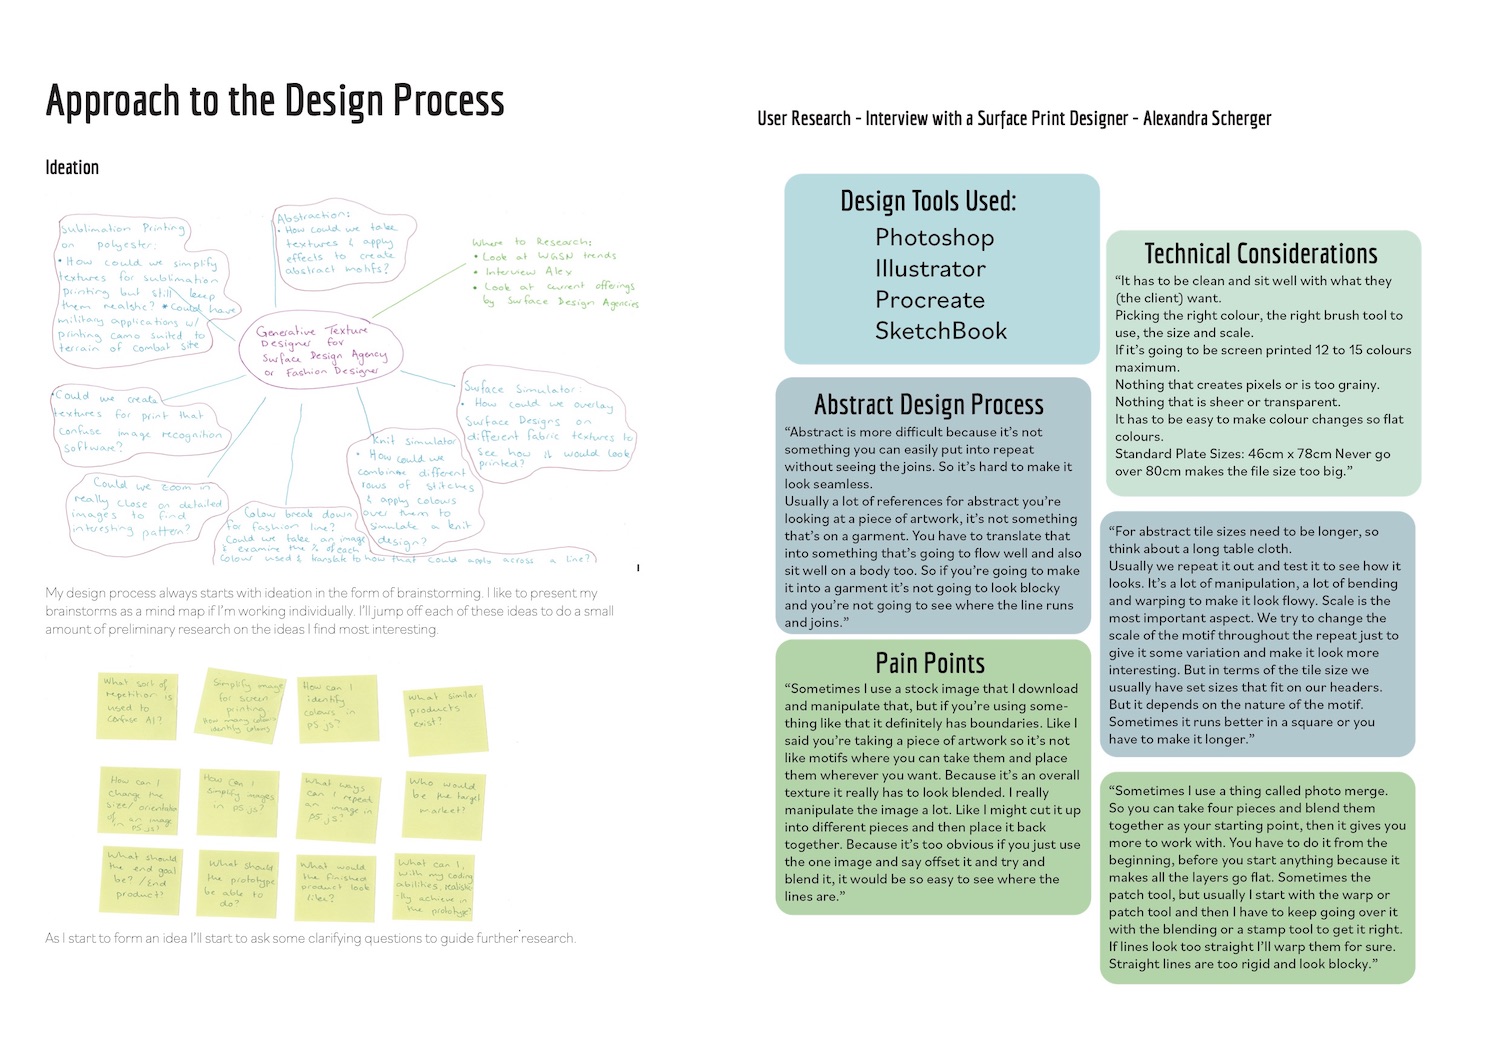 Approach to the Design Process
Ideation
Sublimation Printing
on polyester:
• How could we simplify
textures for sublimation
printing but still keep
them realistic? * Could have
military applications w/
printing camo suited to
terrain of combat site
Abstraction:
• How could we take
textures & apply
effects to create
abstract motifs?
Where to Research:
• Look at WGSN trends
• Interview Alex
• Look at current offerings
by Surface Design Agencies
Generative Texture
Designer for
Surface Design Agency
or Fashion Designer
Could we create
textures for print that
confuse image recognition
software?
Surface Simulator:
• How could we overlay
Surface Designs on
different fabric textures to
see how it would look
printed?
Knit simulator
• How could we
combine different
rows of stitches
& apply colours
over them to
simulate a knit
design?
Could we zoom in
really close on detailed
images to find
interesting pattern?
Colour break down
for fashion line?
Could we take an image
& examine the % of each
colour used & translate to how that could apply across a line?
My design process always starts with ideation in the form of brainstorming. I like to present my
brainstorms as a mind map if I'm working individually. I'll jump off each of these ideas to do a small
amount of preliminary research on the ideas I find most interesting.
What sort of
repetition is
used to
confuse AI?
Simplify image
for screen
printing
how many colours
identify colours
How can I
identify
colours in
p5.js?
What similar
products
exist?
How can I
change the
size/orientation
of an image
in p5.js?
How can I
simplify images
in p5.js?
What ways
can I repeat
an image in
p5.js?
Who would
be the target
market?
What should
the end goal
be? /End
product?
What should
the prototype
be able to
do?
What would
the finished
product look
like?
What can I,
with my coding
abilities, realistic
-lly achieve in
the prototype?
As I start to form an idea I'll start to ask some clarifying questions to guide further research.
User Research - Interview with a Surface Print Designer - Alexandra Scherger
Design Tools Used:
Photoshop
Illustrator
Procreate
SketchBook
Abstract Design Process
“Abstract is more difficult because it’s not
something you can easily put into repeat
without seeing the joins. So it’s hard to make it
look seamless.
Usually a lot of references for abstract you’re
looking at a piece of artwork, it’s not something
that’s on a garment. You have to translate that
into something that’s going to flow well and also
sit well on a body too. So if you’re going to make
it into a garment it’s not going to look blocky
and you’re not going to see where the line runs
and joins.”
Pain Points
“Sometimes I use a stock image that I download
and manipulate that, but if you’re using some-
thing like that it definitely has boundaries. Like I
said you’re taking a piece of artwork so it’s not
like motifs where you can take them and place
them wherever you want. Because it’s an overall
texture it really has to look blended. I really
manipulate the image a lot. Like I might cut it up
into different pieces and then place it back
together. Because it’s too obvious if you just use
the one image and say offset it and try and
blend it, it would be so easy to see where the
lines are.”
Technical Considerations
“It has to be clean and sit well with what they
(the client) want.
Picking the right colour, the right brush tool to
use, the size and scale.
If it’s going to be screen printed 12 to 15 colours
maximum.
Nothing that creates pixels or is too grainy.
Nothing that is sheer or transparent.
It has to be easy to make colour changes so flat
colours.
Standard Plate Sizes: 46cm x 78cm Never go
over 80cm makes the file size too big.”
“For abstract tile sizes need to be longer, so
think about a long table cloth.
Usually we repeat it out and test it to see how it
looks. It’s a lot of manipulation, a lot of bending
and warping to make it look flowy. Scale is the
most important aspect. We try to change the
scale of the motif throughout the repeat just to
give it some variation and make it look more
interesting. But in terms of the tile size we
usually have set sizes that fit on our headers.
But it depends on the nature of the motif.
Sometimes it runs better in a square or you
have to make it longer.”
“Sometimes I use a thing called photo merge.
So you can take four pieces and blend them
together as your starting point, then it gives you
more to work with. You have to do it from the
beginning, before you start anything because it
makes all the layers go flat. Sometimes the
patch tool, but usually I start with the warp or
patch tool and then I have to keep going over it
with the blending or a stamp tool to get it right.
If lines look too straight I’ll warp them for sure.
Straight lines are too rigid and look blocky.”